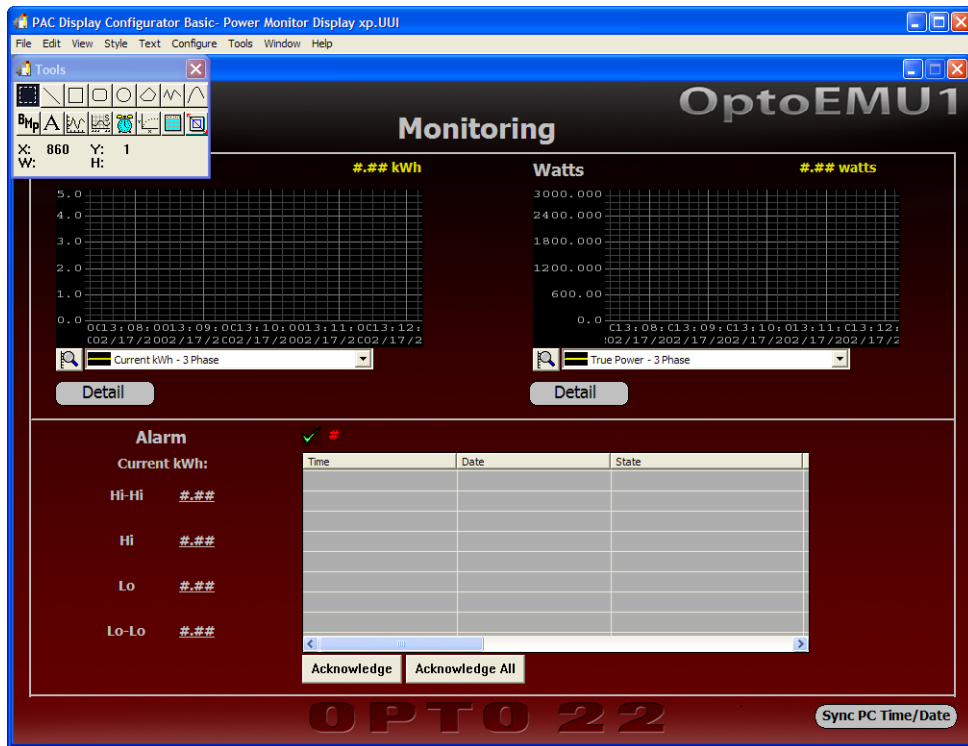 PAC Display Configurator Basic- Power Monitor Display xp.UUI
File Edit View Style Text Configure Tools Window Help
Tools
BMP A
X: 860 Y: 1
W: H:
OptoEMU1
Monitoring
#.## kWh
Watts #.## watts
5.0
4.0
3.0
2.0
1.0
0.0
3000.000
2400.000
1800.000
1200.000
600.00
0.0
Current kWh - 3 Phase
True Power - 3 Phase
Detail
Detail
Alarm #
Current kWh:
Hi-Hi #.##
Hi #.##
Lo #.##
Lo-Lo #.##
Time Date State
Acknowledge Acknowledge All
OPTO 22
Sync PC Time/Date